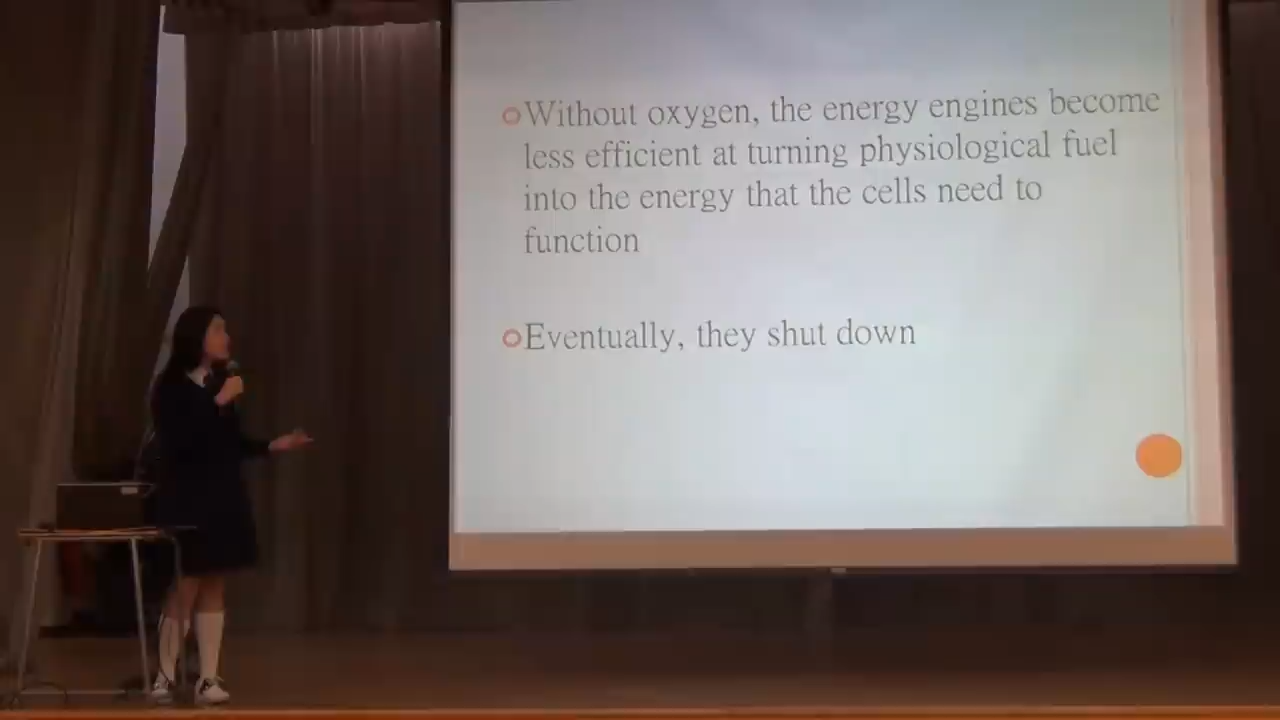 Without oxygen, the energy engines become
less efficient at turning physiological fuel
into the energy that the cells need to
function
Eventually, they shut down